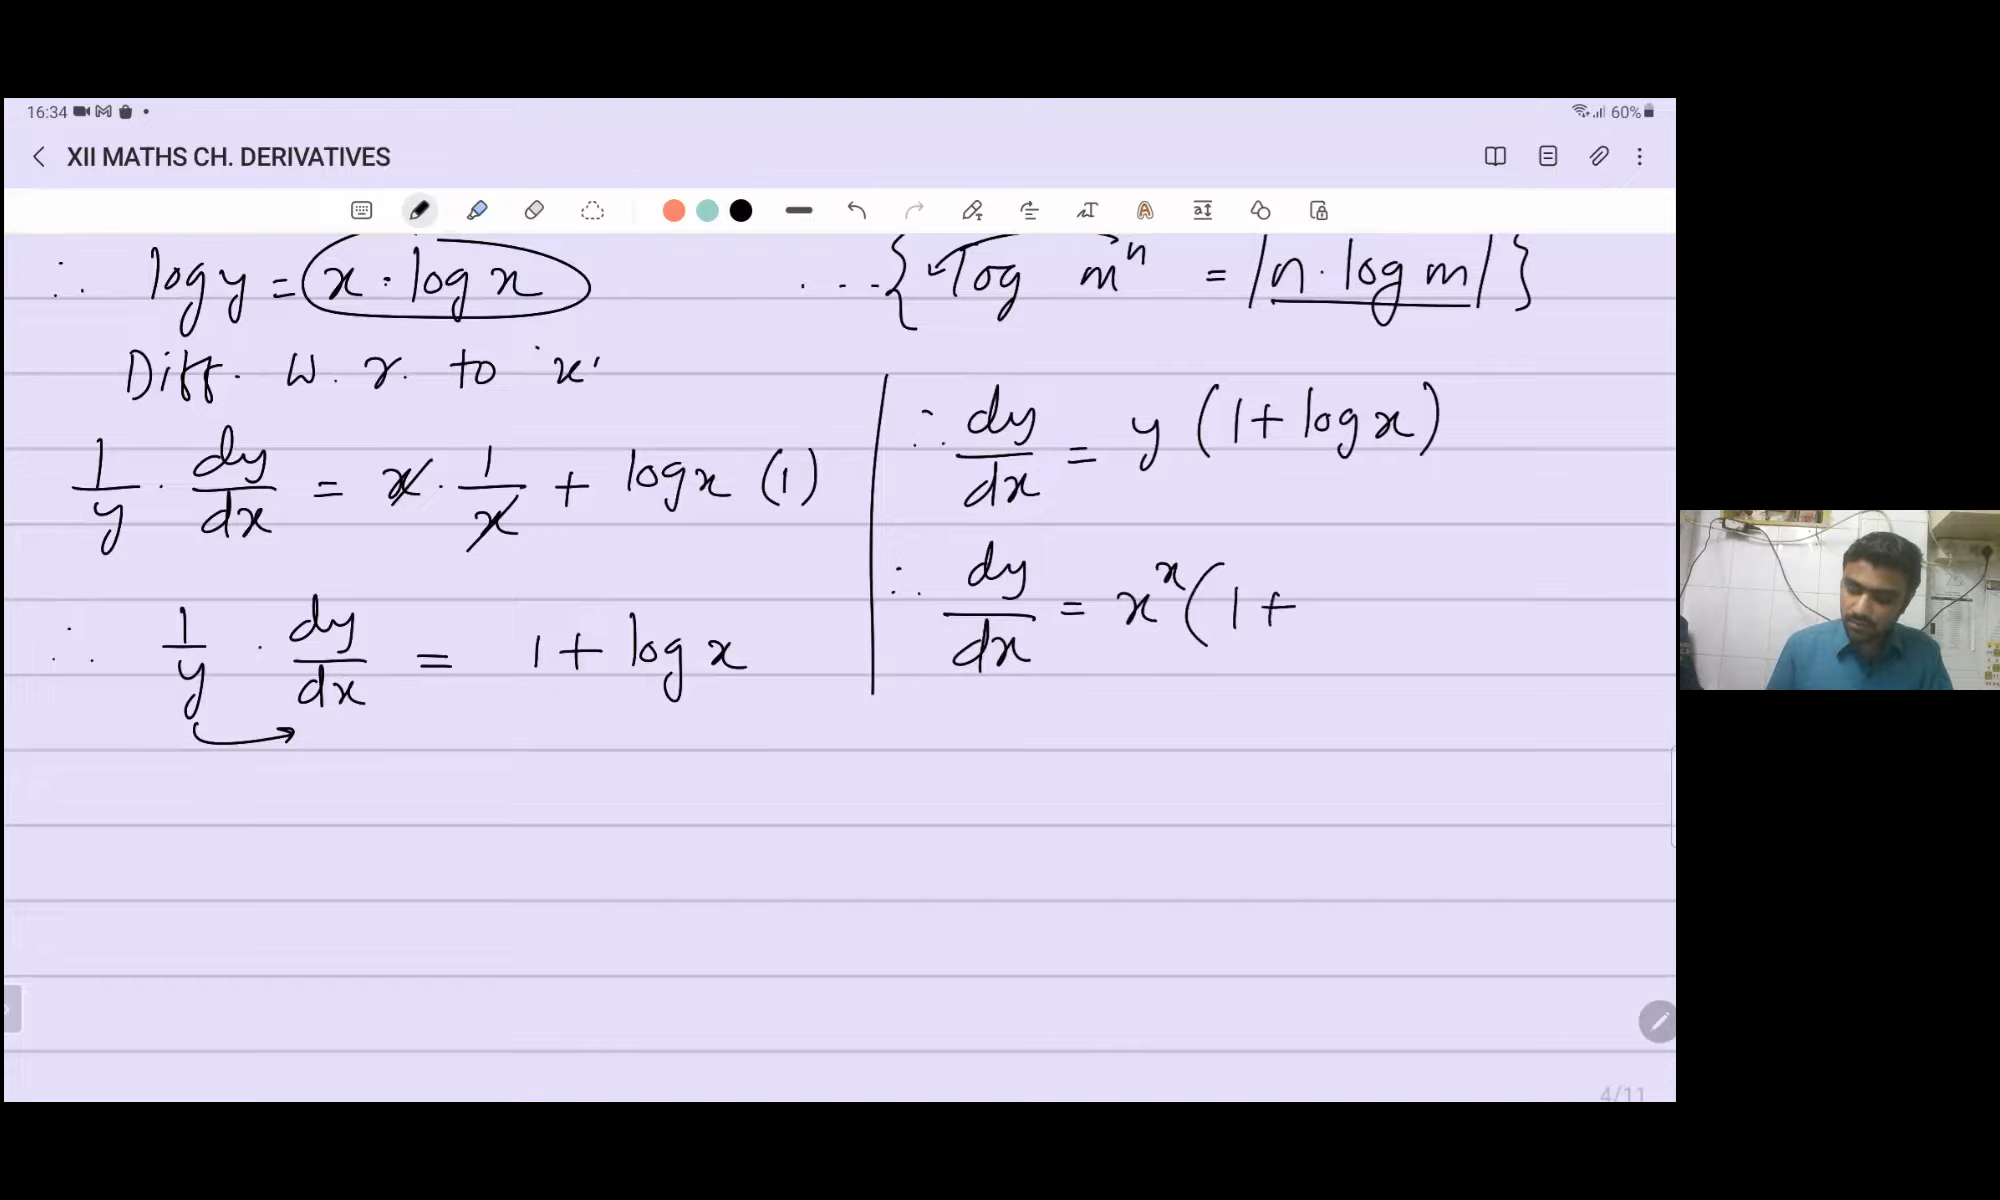 16:34
60%
XII MATHS CH. DERIVATIVES
∴ log y = x · log x ... { log mⁿ = |n · log m| }
Diff. w. r. to 'x'
1/y · dy/dx = x · 1/x + log x (1)
∴ 1/y · dy/dx = 1 + log x
∴ dy/dx = y (1 + log x)
∴ dy/dx = xˣ (1 +
4/11